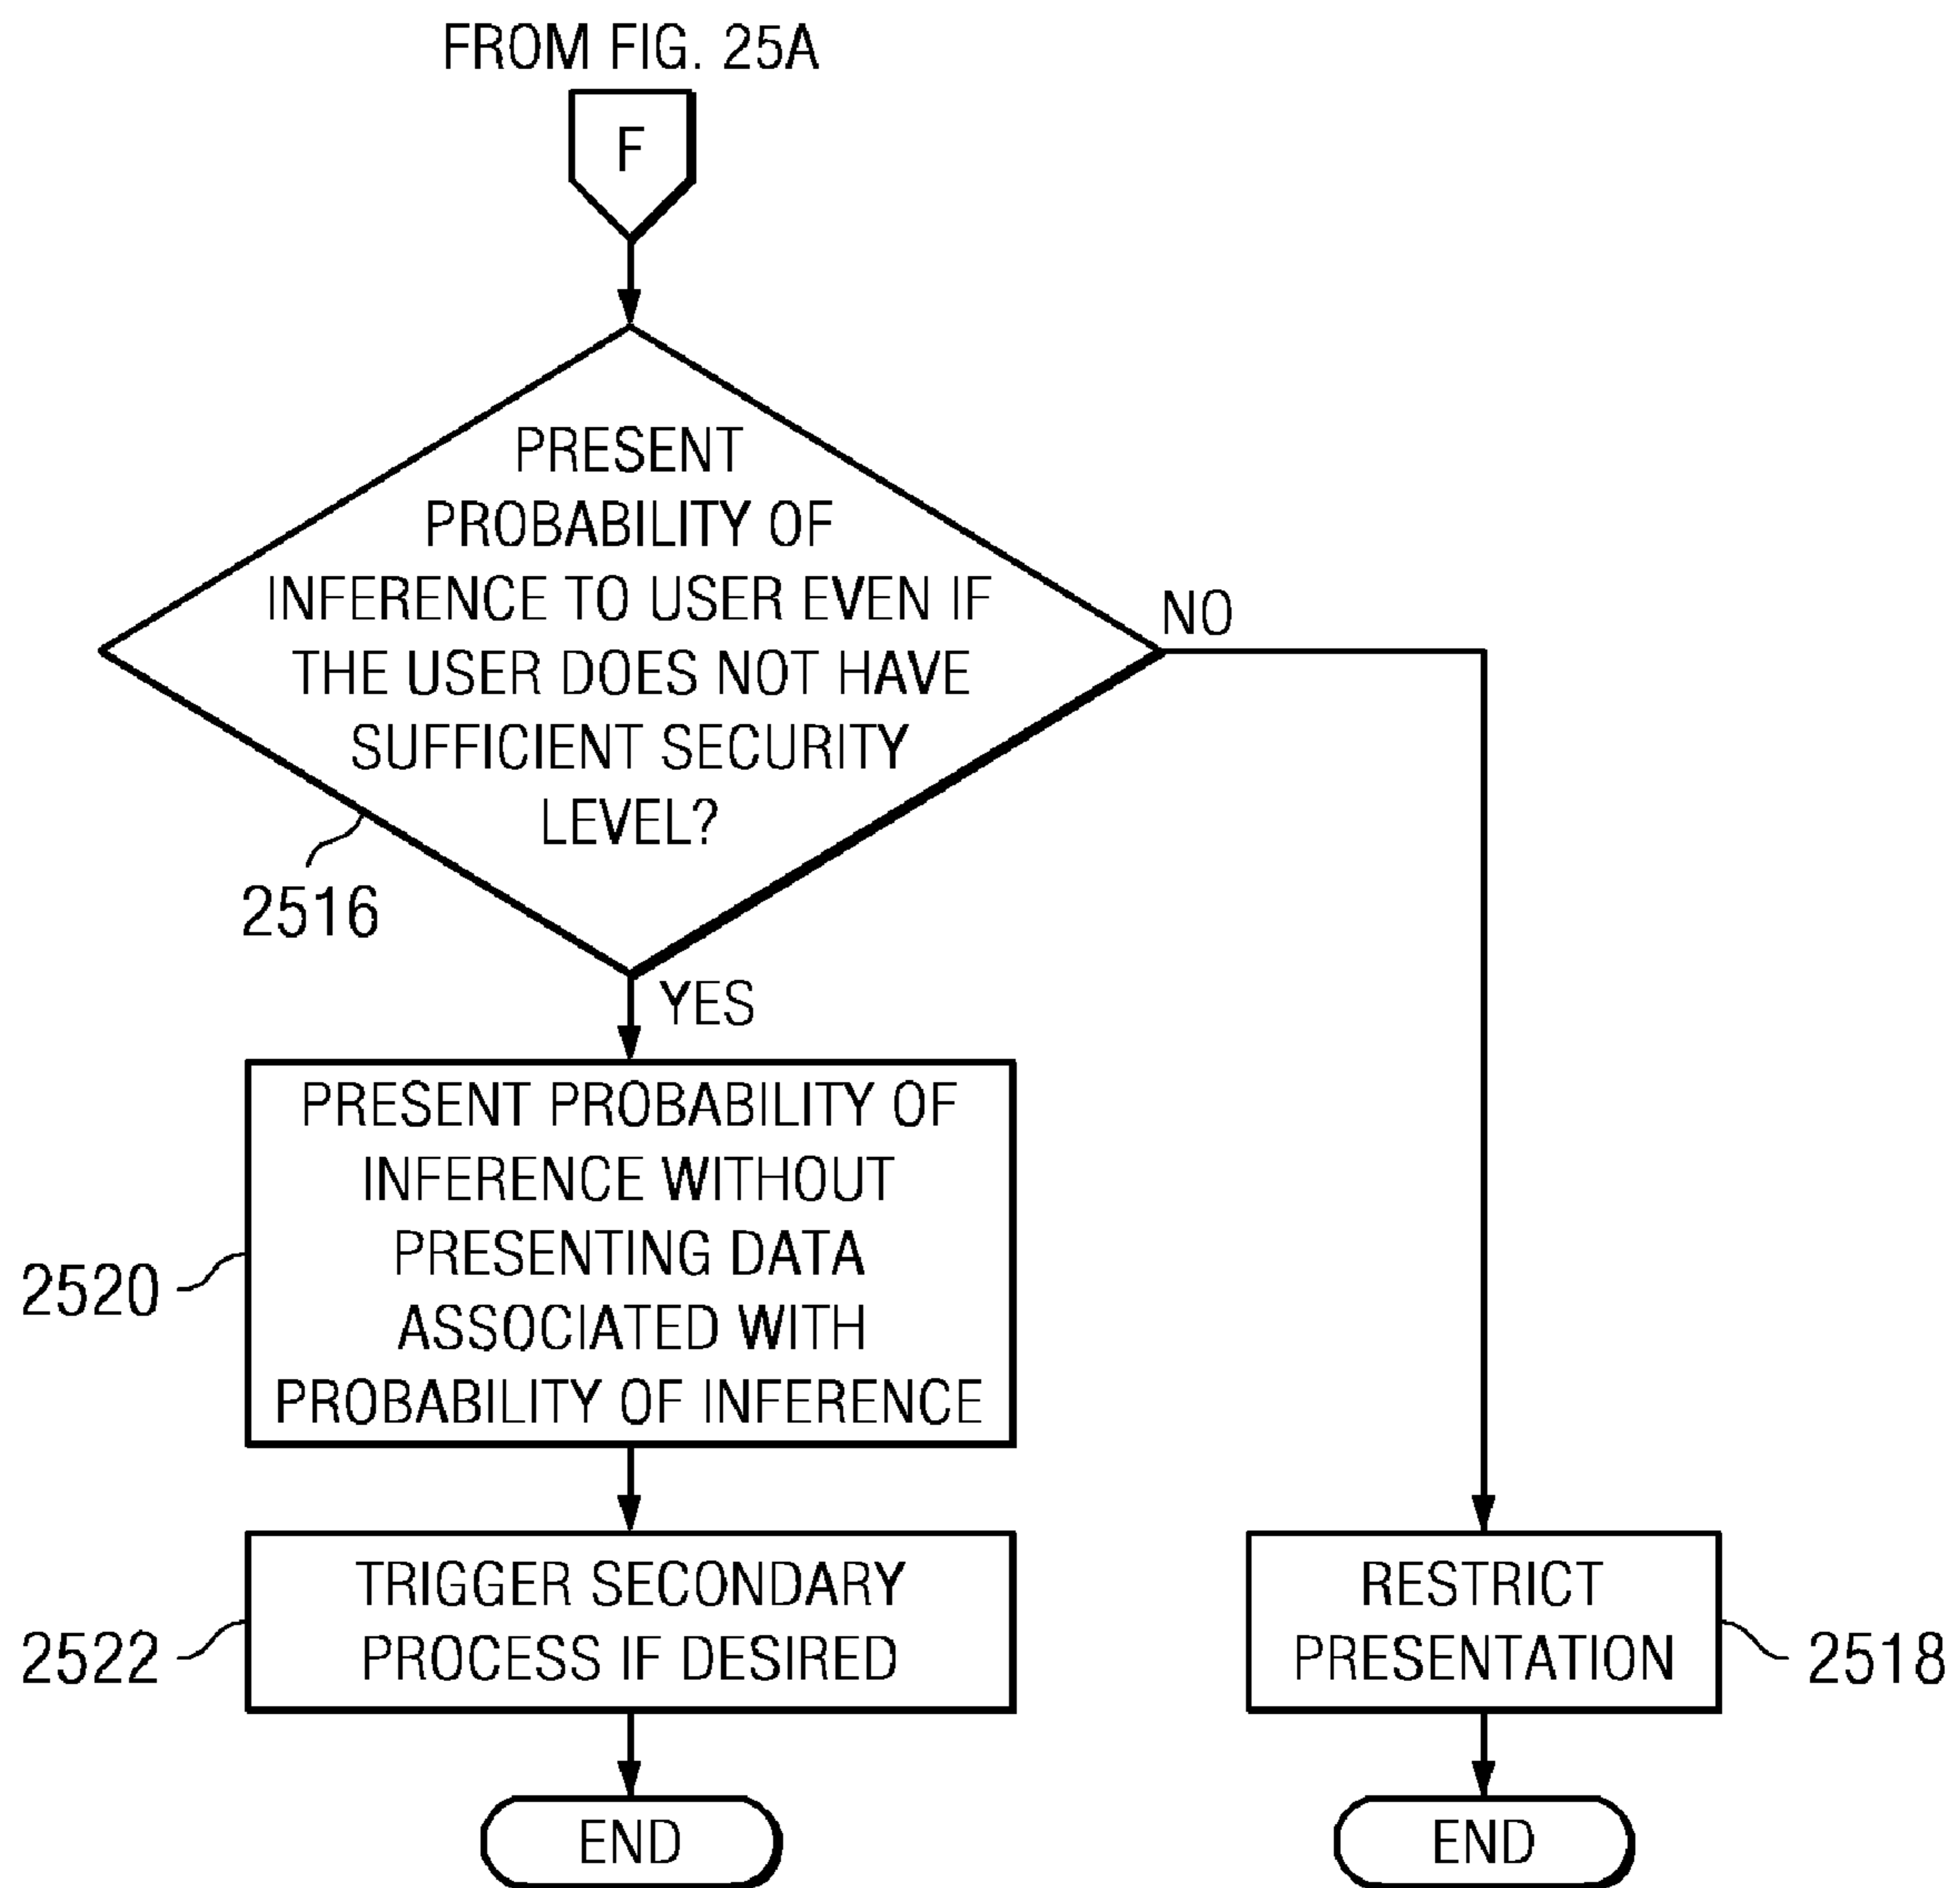 FROM FIG. 25A
F
PRESENT
PROBABILITY OF
INFERENCE TO USER EVEN IF
THE USER DOES NOT HAVE
SUFFICIENT SECURITY
LEVEL?
NO
2516
YES
PRESENT PROBABILITY OF
INFERENCE WITHOUT
PRESENTING DATA
ASSOCIATED WITH
PROBABILITY OF INFERENCE
2520
TRIGGER SECONDARY
PROCESS IF DESIRED
2522
RESTRICT
PRESENTATION
2518
END
END